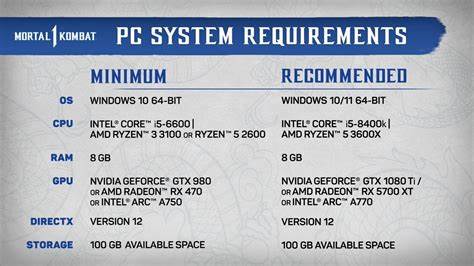 MORTAL 1 KOMBAT PC SYSTEM REQUIREMENTS
MINIMUM RECOMMENDED
OS WINDOWS 10 64-BIT WINDOWS 10/11 64-BIT
CPU INTEL® CORE™ i5-6600 | INTEL® CORE™ i5-8400k |
AMD RYZEN™ 3 3100 OR RYZEN™ 5 2600 AMD RYZEN™ 5 3600X
RAM 8 GB 8 GB
GPU NVIDIA GEFORCE® GTX 980 NVIDIA GEFORCE® GTX 1080 Ti /
OR AMD RADEON™ RX 470 OR AMD RADEON™ RX 5700 XT
OR INTEL® ARC™ A750 OR INTEL® ARC™ A770
DIRECTX VERSION 12 VERSION 12
STORAGE 100 GB AVAILABLE SPACE 100 GB AVAILABLE SPACE